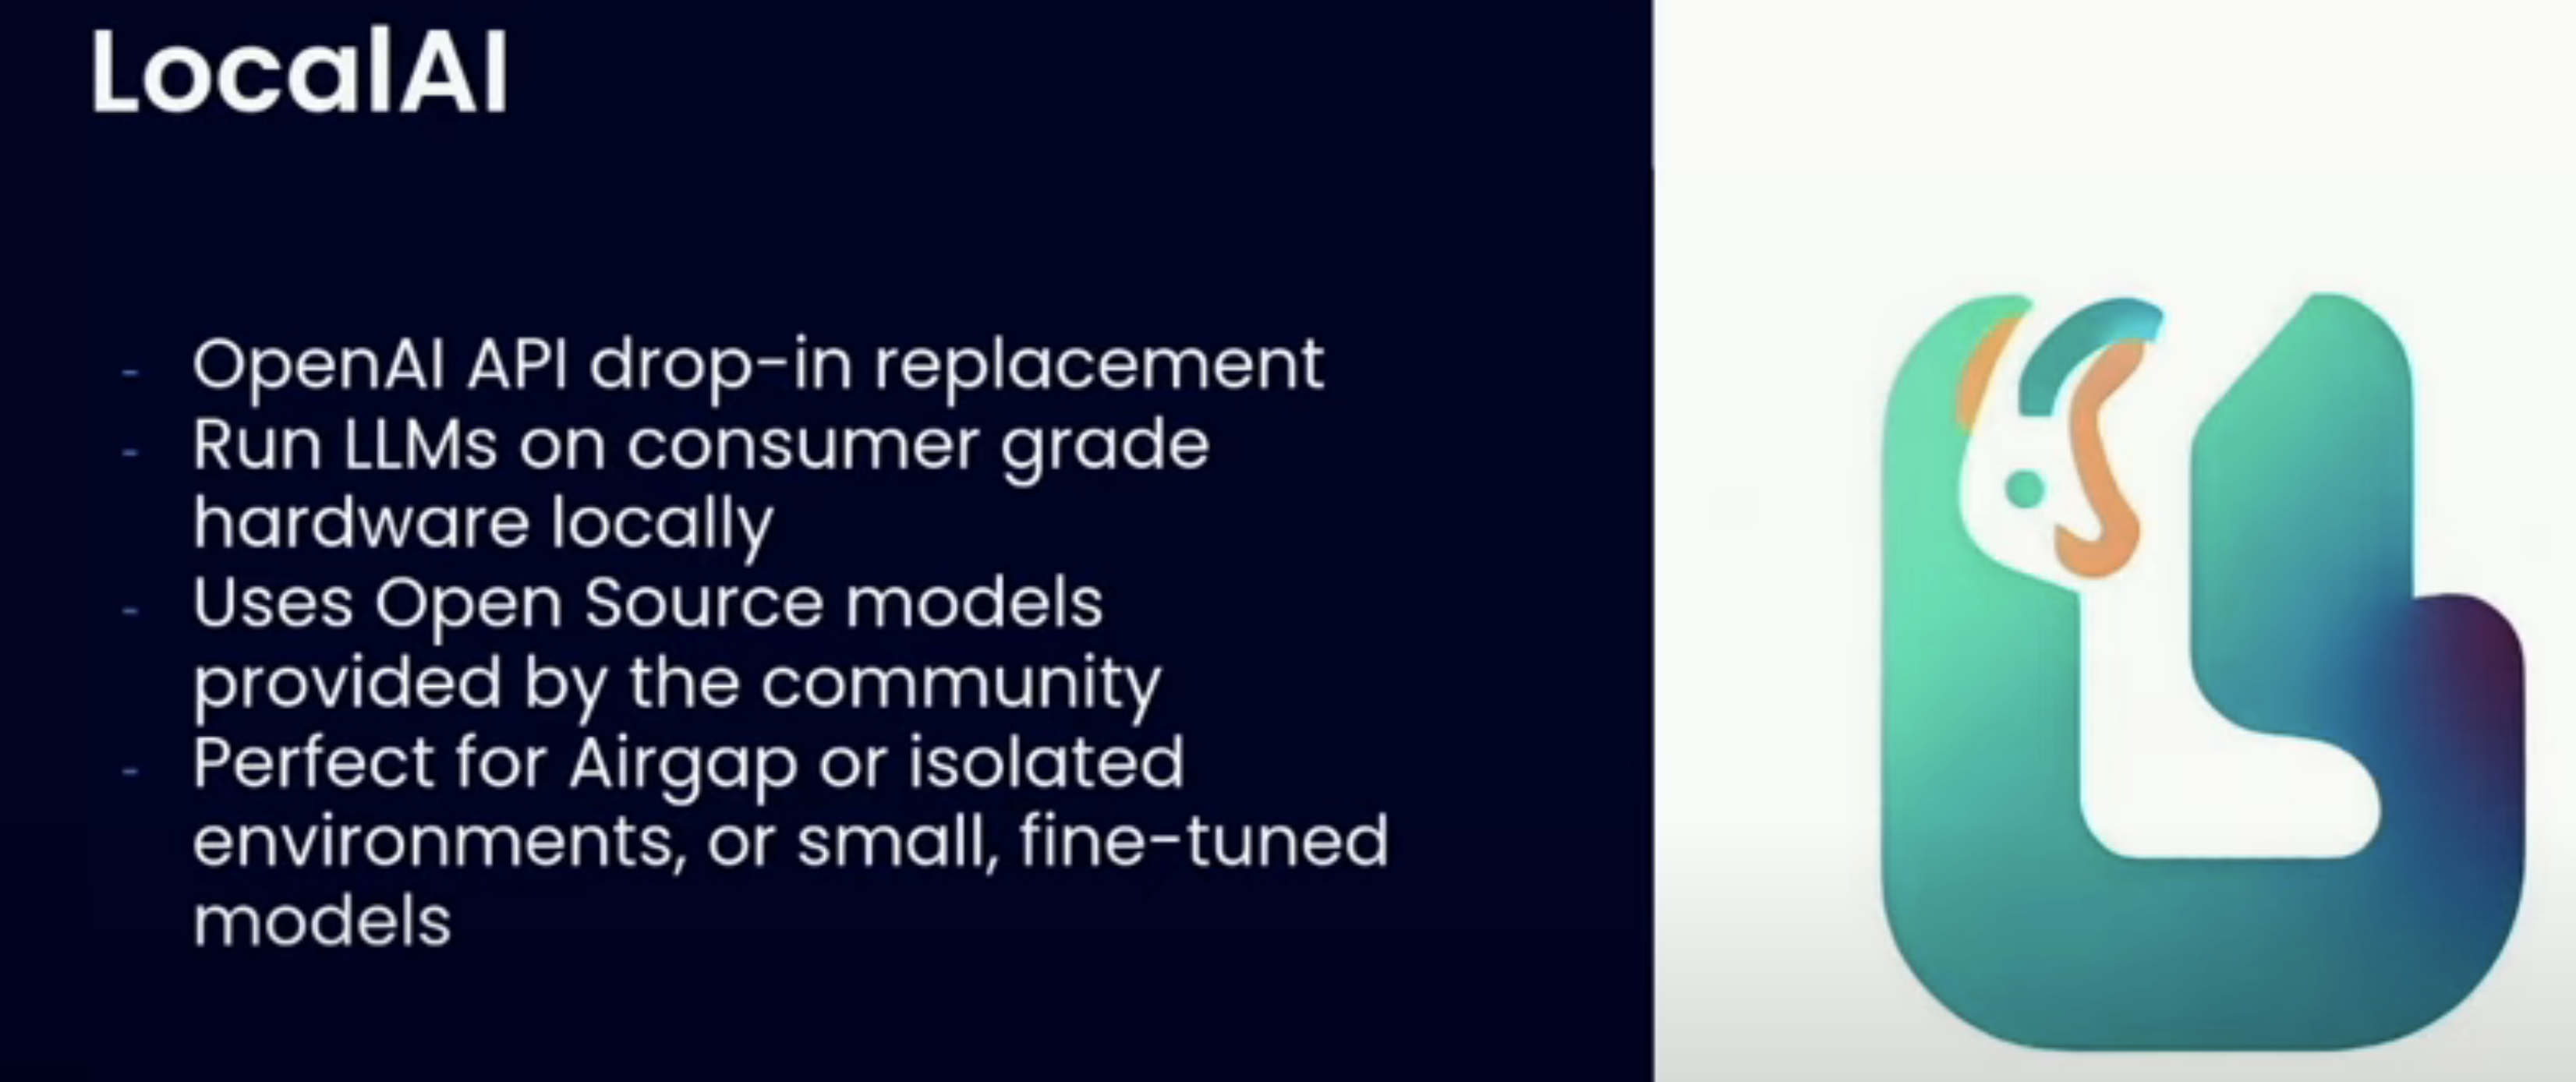 LocalAI
- OpenAI API drop-in replacement
- Run LLMs on consumer grade
hardware locally
- Uses Open Source models
provided by the community
- Perfect for Airgap or isolated
environments, or small, fine-tuned
models